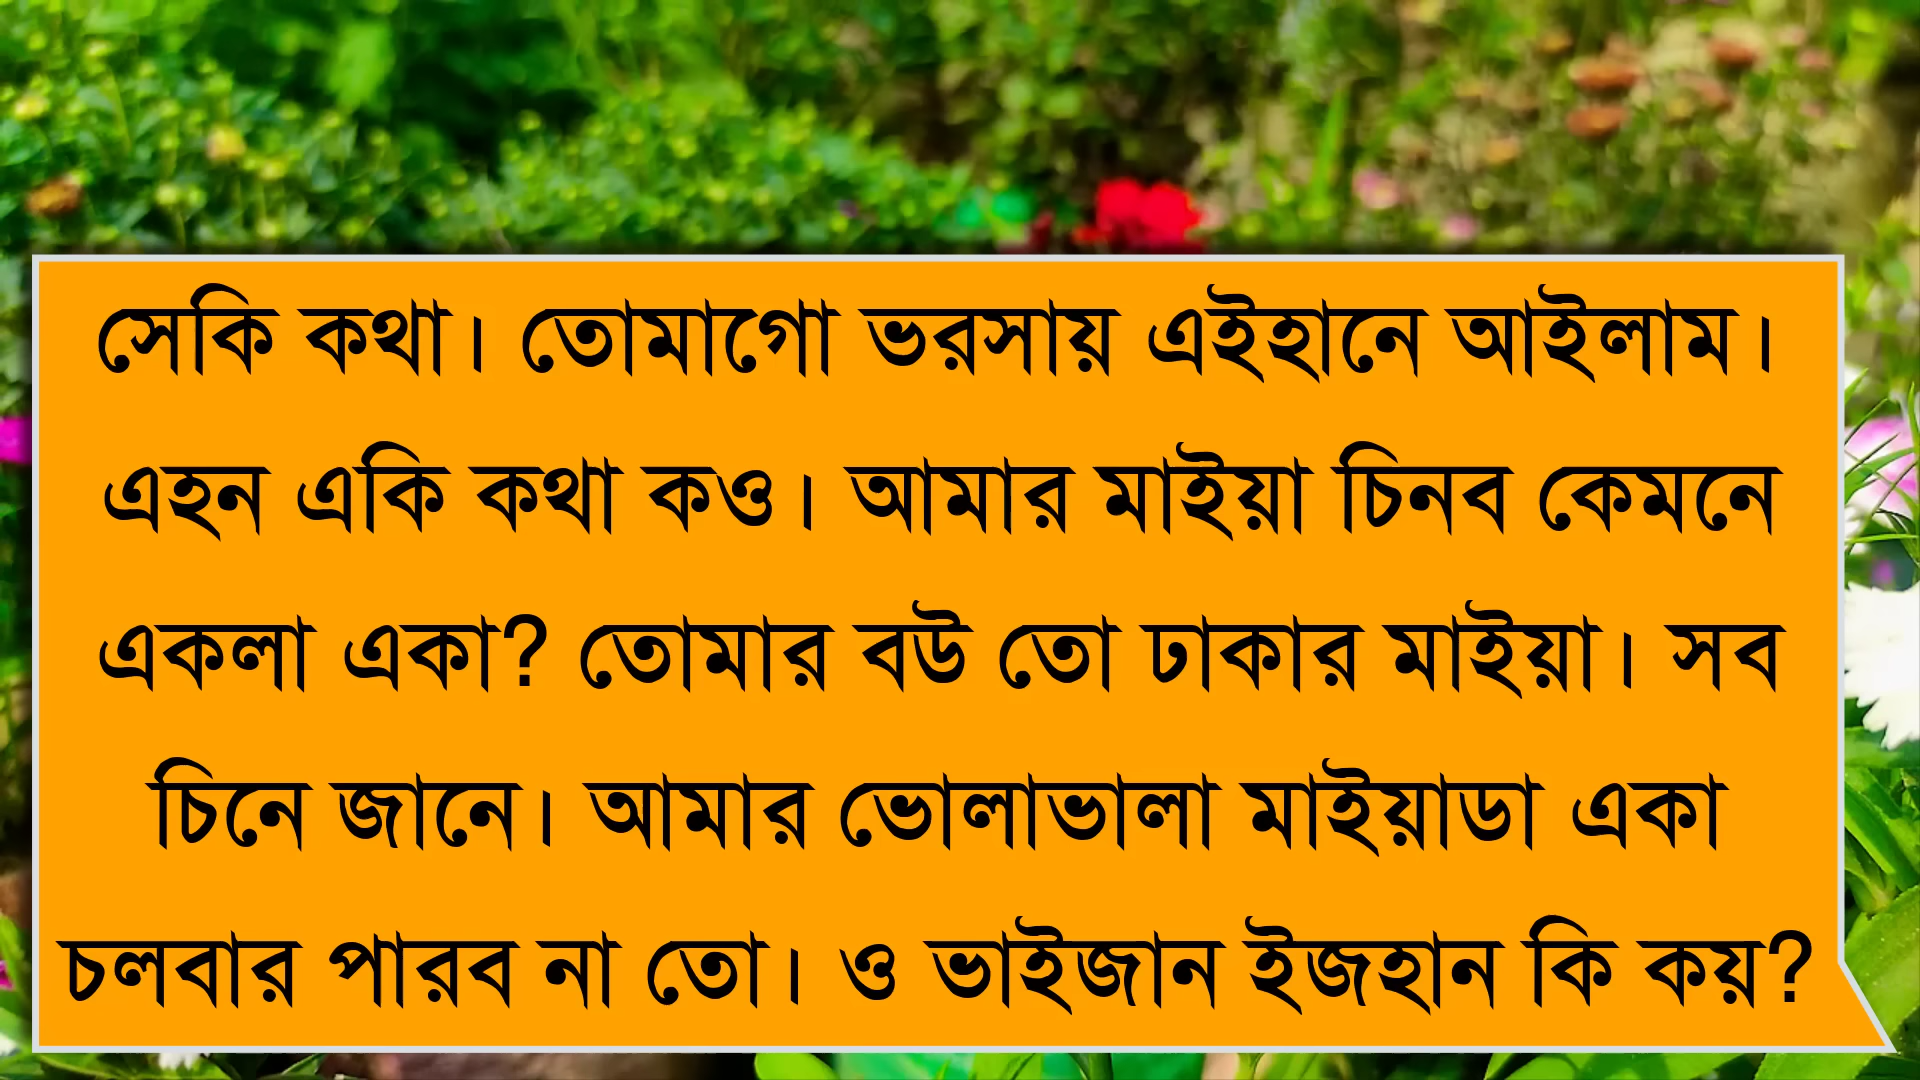 সেকি কথা। তোমাগো ভরসায় এইহানে আইলাম।
এহন একি কথা কও। আমার মাইয়া চিনব কেমনে
একলা একা? তোমার বউ তো ঢাকার মাইয়া। সব
চিনে জানে। আমার ভোলাভালা মাইয়াডা একা
চলবার পারব না তো। ও ভাইজান ইজহান কি কয়?